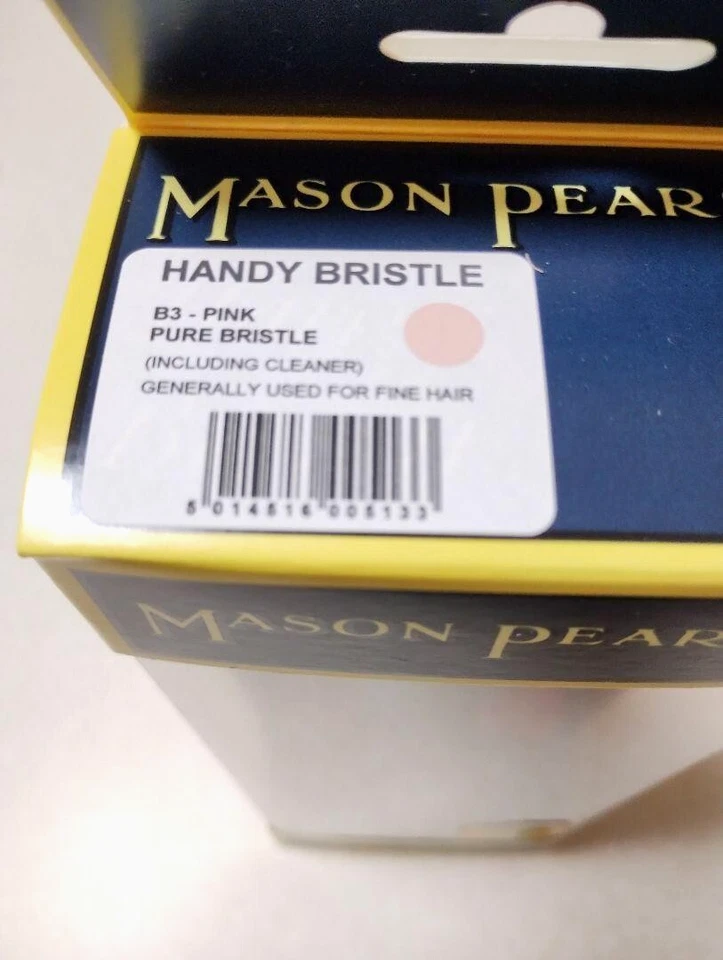 MASON PEAR
HANDY BRISTLE
B3 - PINK
PURE BRISTLE
(INCLUDING CLEANER)
GENERALLY USED FOR FINE HAIR
5 014516 005133
MASON PEAR